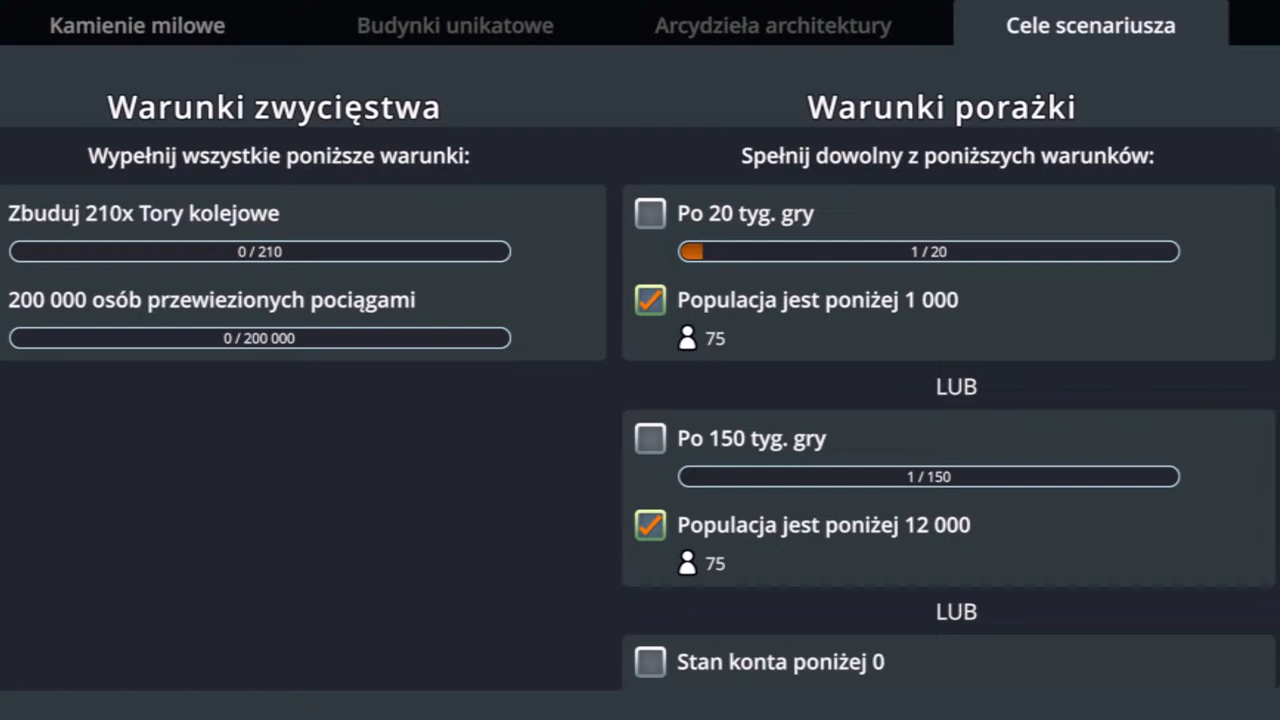 Kamienie milowe
Budynki unikatowe
Arcydzieła architektury
Cele scenariusza
Warunki zwycięstwa
Wypełnij wszystkie poniższe warunki:
Zbuduj 210x Tory kolejowe
0 / 210
200 000 osób przewiezionych pociągami
0 / 200 000
Warunki porażki
Spełnij dowolny z poniższych warunków:
Po 20 tyg. gry
1 / 20
Populacja jest poniżej 1 000
75
LUB
Po 150 tyg. gry
1 / 150
Populacja jest poniżej 12 000
75
LUB
Stan konta poniżej 0